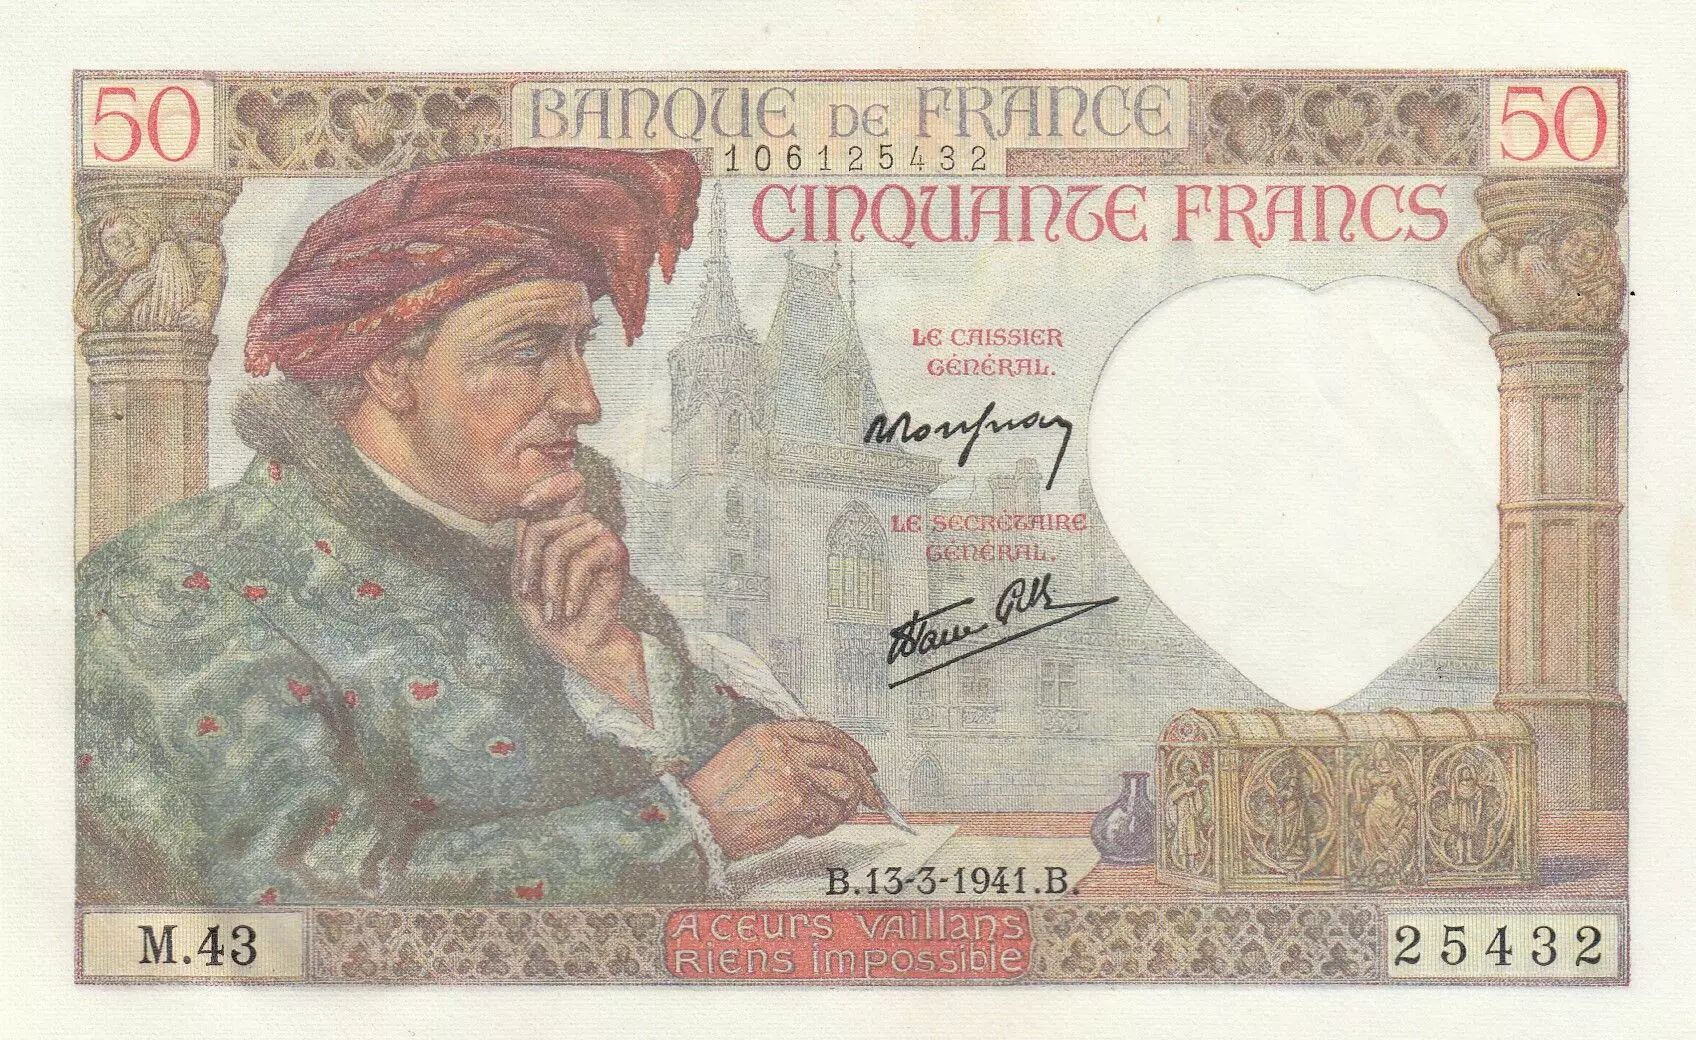 50
BANQUE DE FRANCE
50
106125432
CINQUANTE FRANCS
LE CAISSIER
GÉNÉRAL.
LE SECRÉTAIRE
GÉNÉRAL.
B.13-3-1941.B.
M.43
A CŒURS VAILLANS
RIENS IMPOSSIBLE
25432